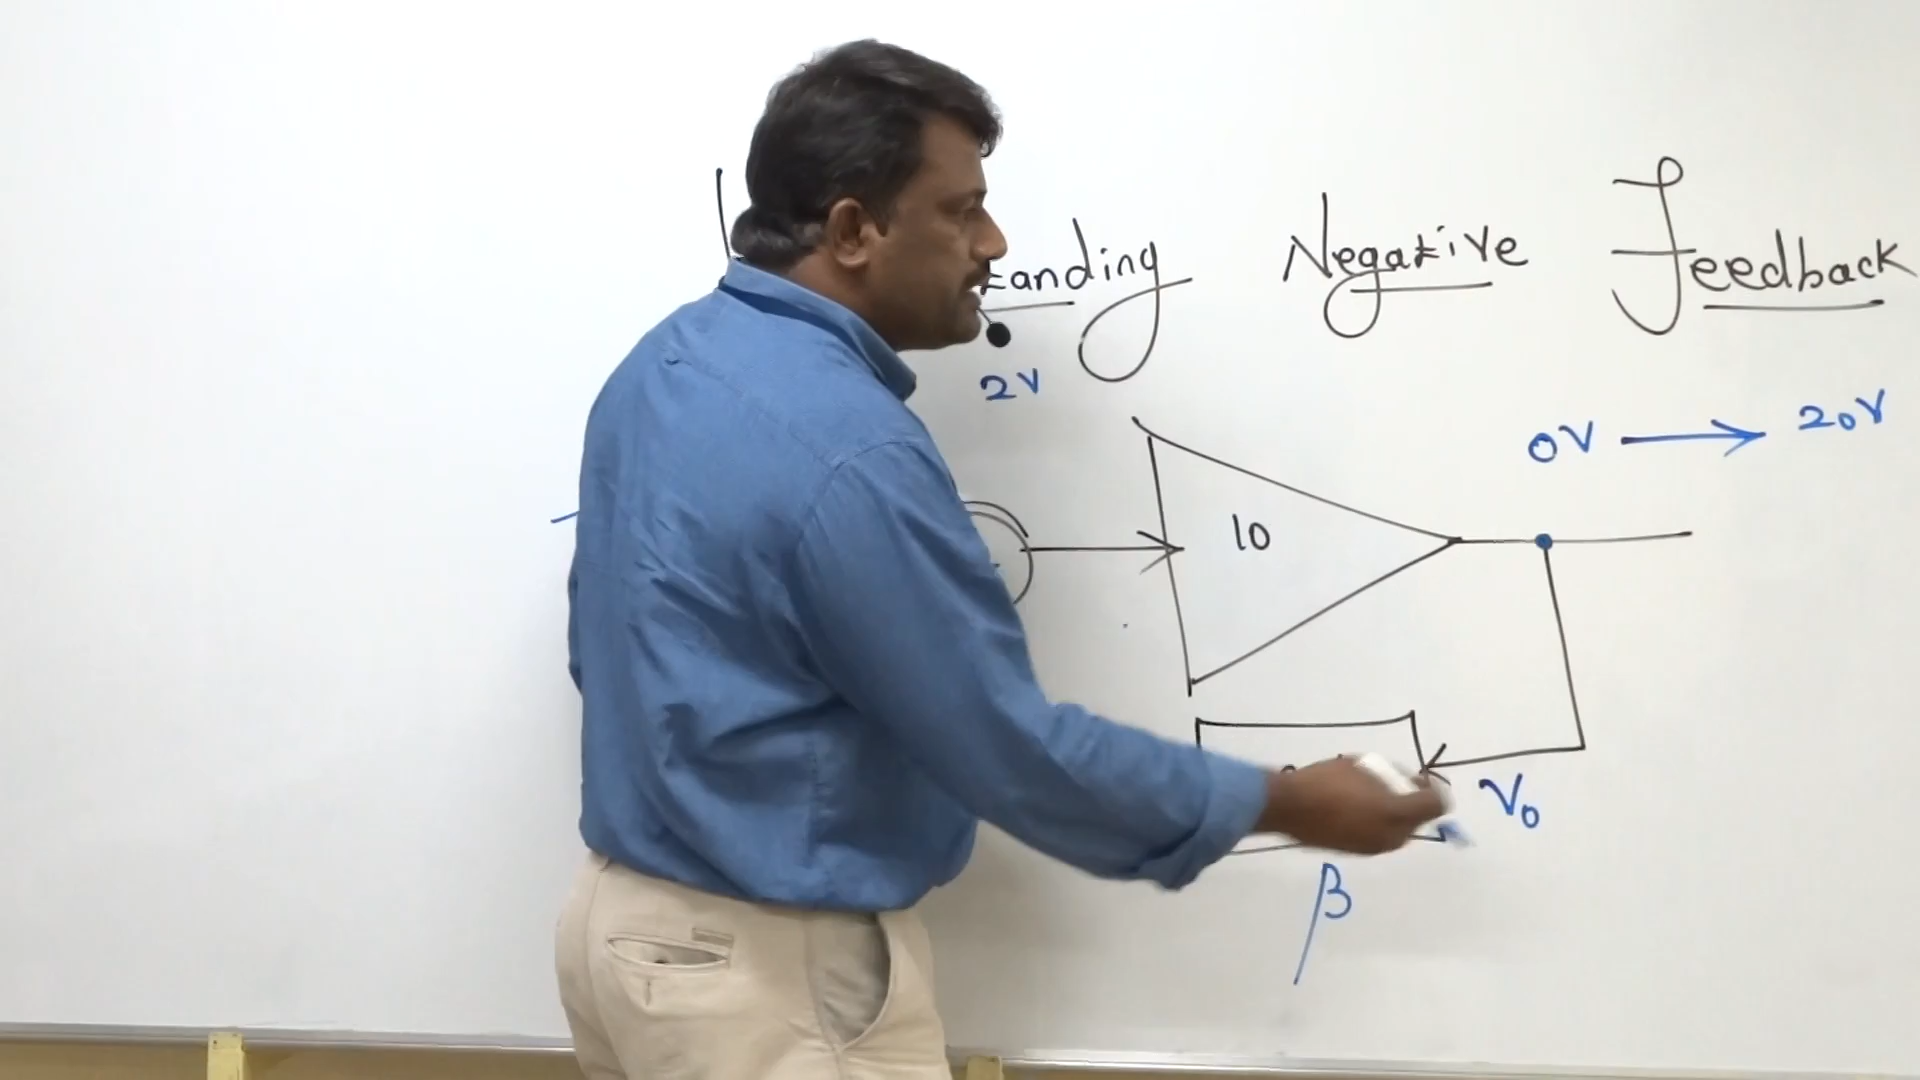 Negative Feedback
2V
0V → 20V
10
V₀
β